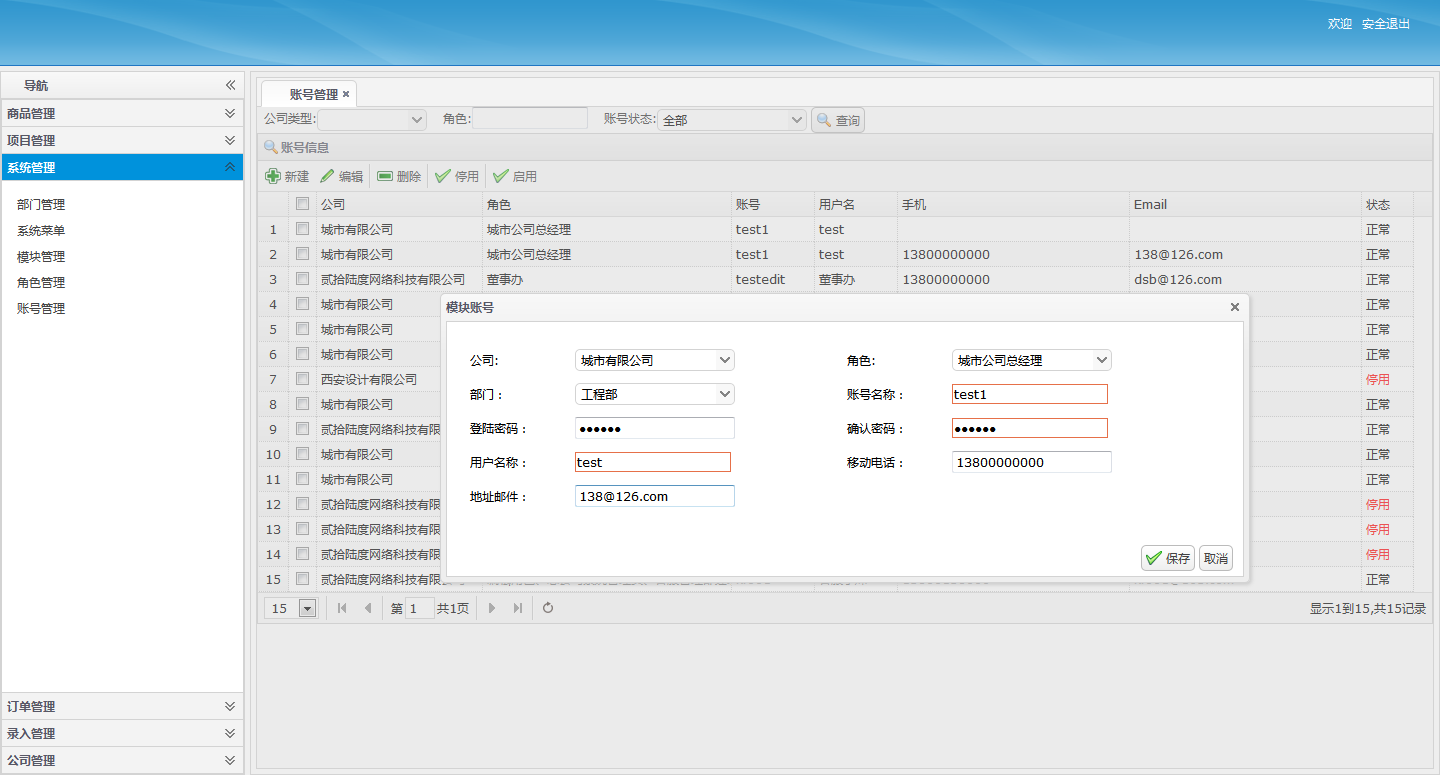 欢迎 安全退出
导航
商品管理
项目管理
系统管理
部门管理
系统菜单
模块管理
角色管理
账号管理
订单管理
录入管理
公司管理
账号管理
公司类型: 角色: 账号状态: 全部 查询
账号信息
新建 编辑 删除 停用 启用
公司 角色 账号 用户名 手机 Email 状态
1 城市有限公司 城市公司总经理 test1 test 正常
2 城市有限公司 城市公司总经理 test1 test 13800000000 138@126.com 正常
3 贰拾陆度网络科技有限公司 董事办 testedit 董事办 13800000000 dsb@126.com 正常
4 城市有限公司 正常
5 城市有限公司 正常
6 城市有限公司 正常
7 西安设计有限公司 停用
8 城市有限公司 正常
9 贰拾陆度网络科技有限 正常
10 城市有限公司 正常
11 城市有限公司 正常
12 贰拾陆度网络科技有限 停用
13 贰拾陆度网络科技有限 停用
14 贰拾陆度网络科技有限 停用
15 贰拾陆度网络科技有限公司 正常
模块账号
公司: 城市有限公司 角色: 城市公司总经理
部门： 工程部 账号名称： test1
登陆密码： ●●●●●● 确认密码： ●●●●●●
用户名称： test 移动电话： 13800000000
地址邮件： 138@126.com
保存 取消
15 第 1 共1页 显示1到15,共15记录